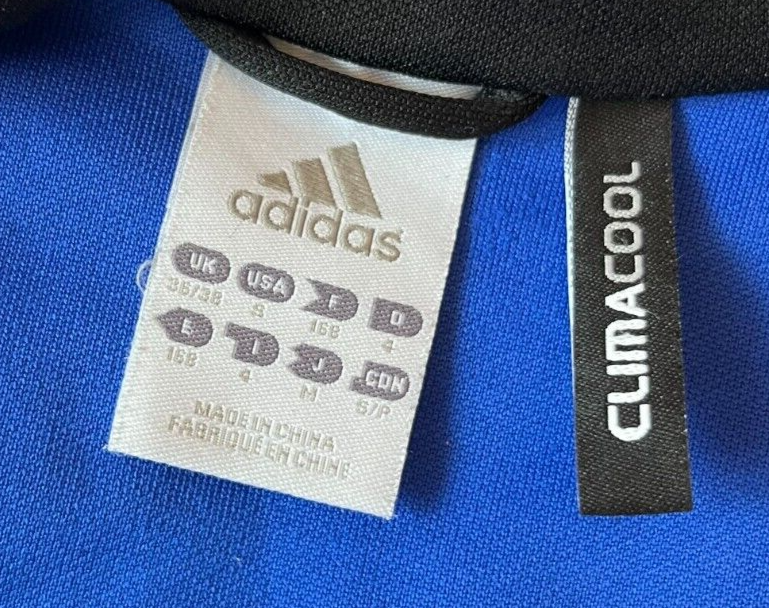 adidas
UK USA F D
36/38 S 168 4
E I J CDN
168 4 M S/P
MADE IN CHINA
FABRIQUÉ EN CHINE
CLIMACOOL